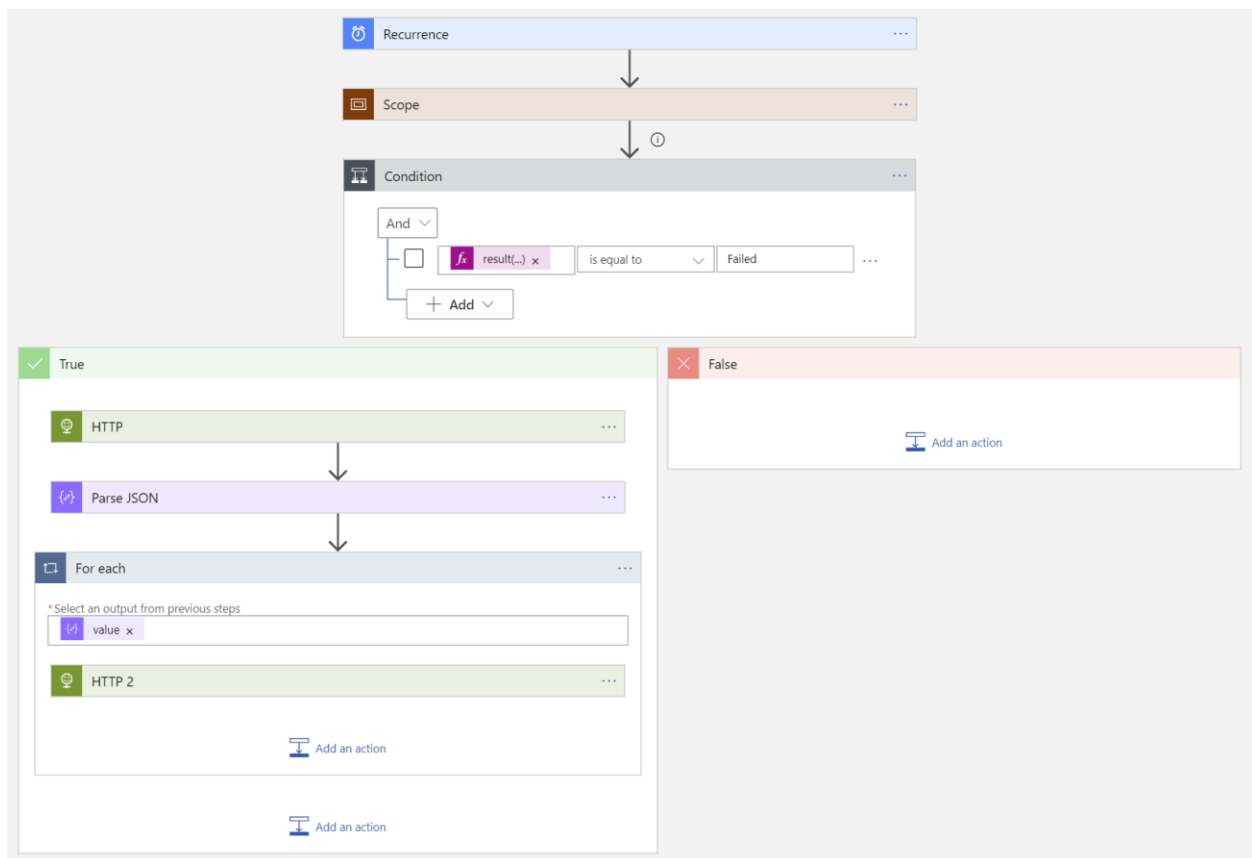 Recurrence
Scope
Condition
And
result(...) x is equal to Failed
Add
True
False
HTTP
Add an action
Parse JSON
For each
* Select an output from previous steps
value x
HTTP 2
Add an action
Add an action